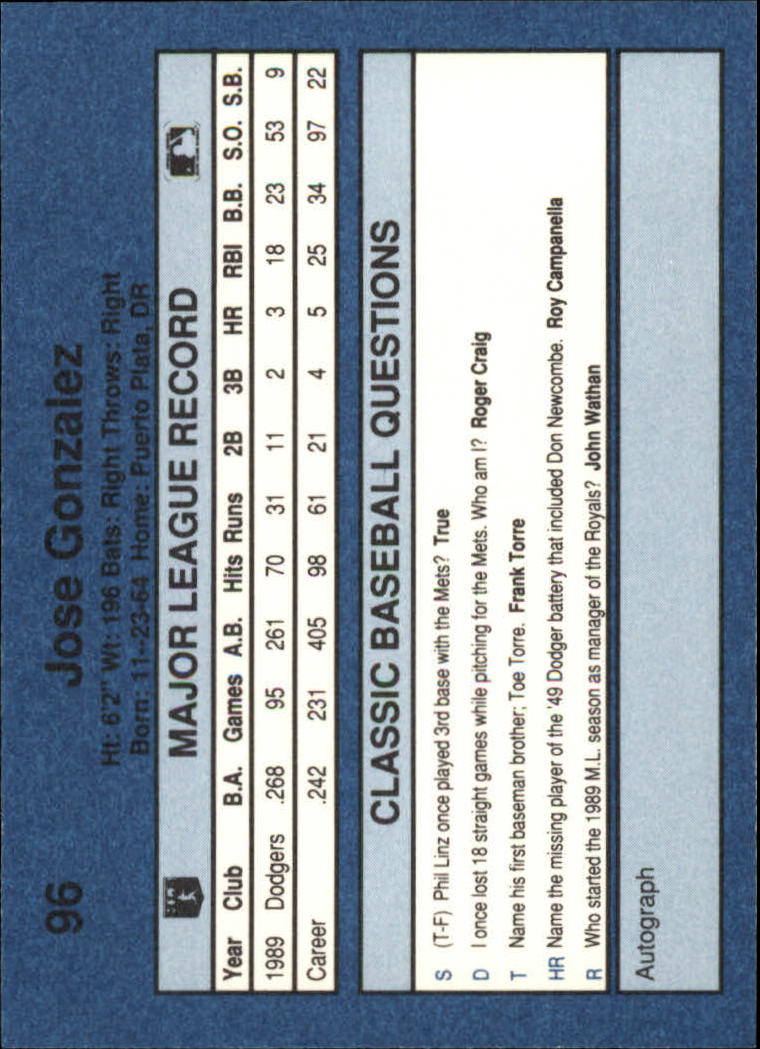 96 Jose Gonzalez
Ht: 6'2" Wt: 196 Bats: Right Throws: Right
Born: 11-23-64 Home: Puerto Plata, DR
MAJOR LEAGUE RECORD
Year Club B.A. Games A.B. Hits Runs 2B 3B HR RBI B.B. S.O. S.B.
1989 Dodgers .268 95 261 70 31 11 2 3 18 23 53 9
Career .242 231 405 98 61 21 4 5 25 34 97 22
CLASSIC BASEBALL QUESTIONS
S (T-F) Phil Linz once played 3rd base with the Mets? True
D I once lost 18 straight games while pitching for the Mets. Who am I? Roger Craig
T Name his first baseman brother; Toe Torre. Frank Torre
HR Name the missing player of the '49 Dodger battery that included Don Newcombe. Roy Campanella
R Who started the 1989 M.L. season as manager of the Royals? John Wathan
Autograph